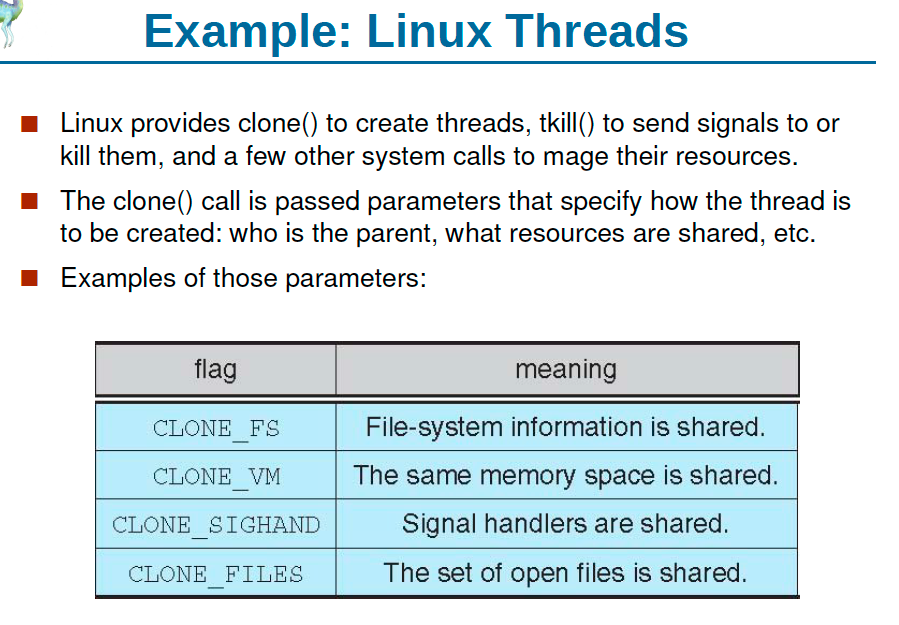 Example: Linux Threads
Linux provides clone() to create threads, tkill() to send signals to or
kill them, and a few other system calls to mage their resources.
The clone() call is passed parameters that specify how the thread is
to be created: who is the parent, what resources are shared, etc.
Examples of those parameters:
flag meaning
CLONE_FS File-system information is shared.
CLONE_VM The same memory space is shared.
CLONE_SIGHAND Signal handlers are shared.
CLONE_FILES The set of open files is shared.